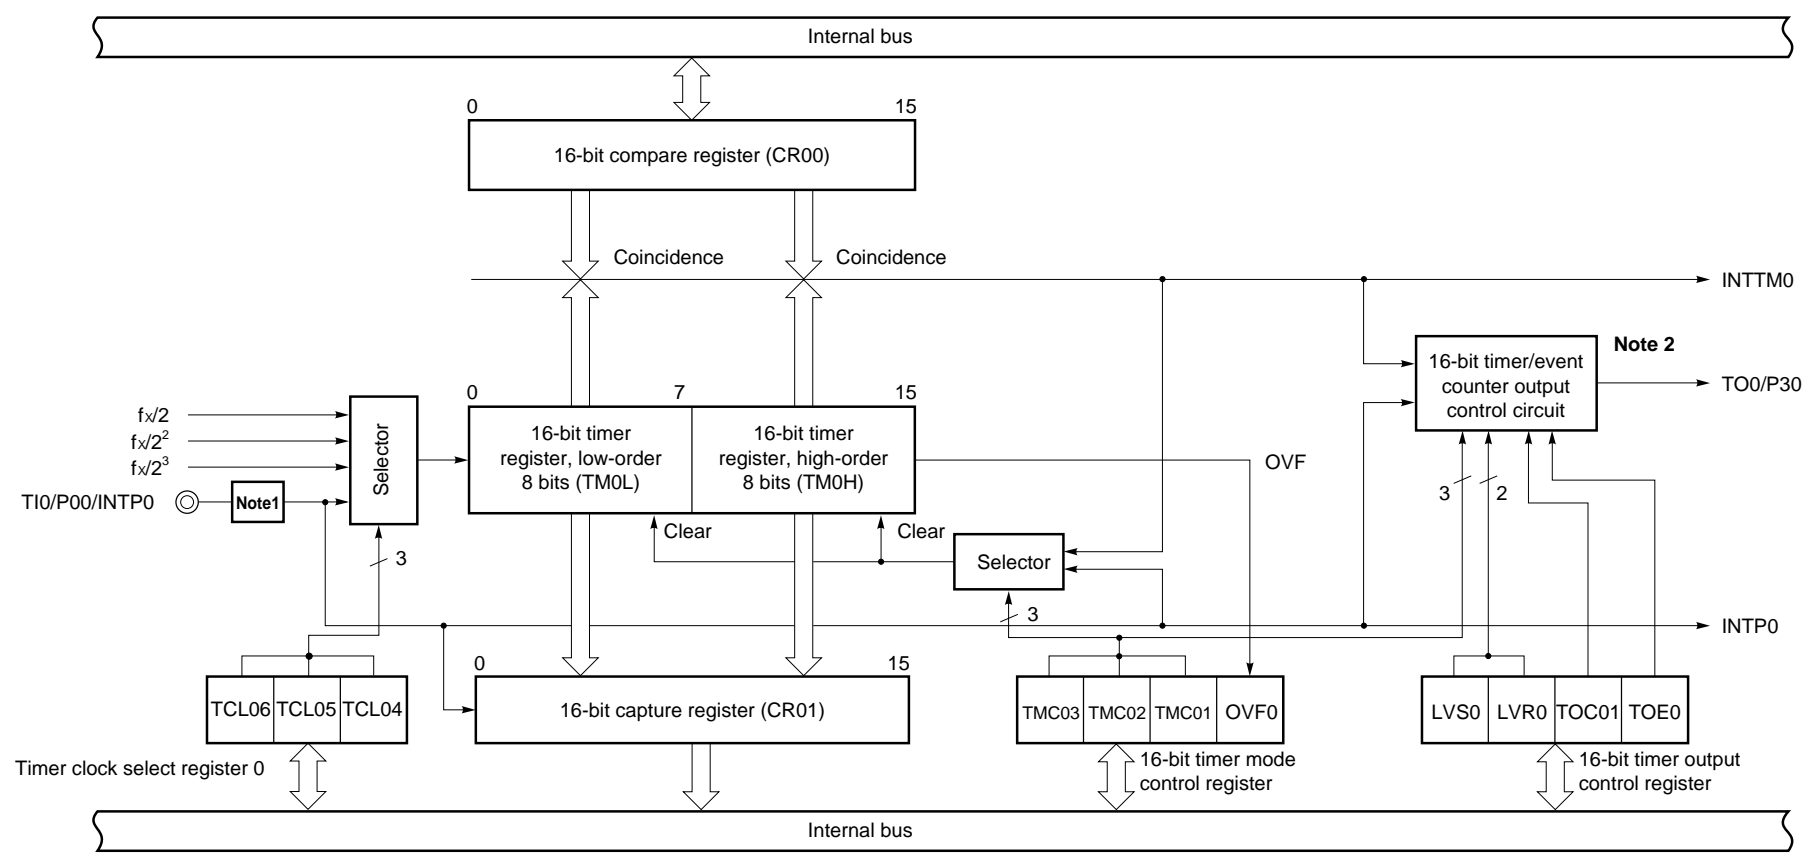 Internal bus
0 15
16-bit compare register (CR00)
Coincidence Coincidence
INTTM0
Note 2
16-bit timer/event
counter output
control circuit
TO0/P30
0 7 15
fX/2
fX/2²
fX/2³
TI0/P00/INTP0
Note1
Selector
16-bit timer
register, low-order
8 bits (TM0L)
16-bit timer
register, high-order
8 bits (TM0H)
OVF
3 2
Clear Clear
Selector
3
3
INTP0
0 15
TCL06 TCL05 TCL04
16-bit capture register (CR01)
TMC03 TMC02 TMC01 OVF0
LVS0 LVR0 TOC01 TOE0
Timer clock select register 0
16-bit timer mode
control register
16-bit timer output
control register
Internal bus